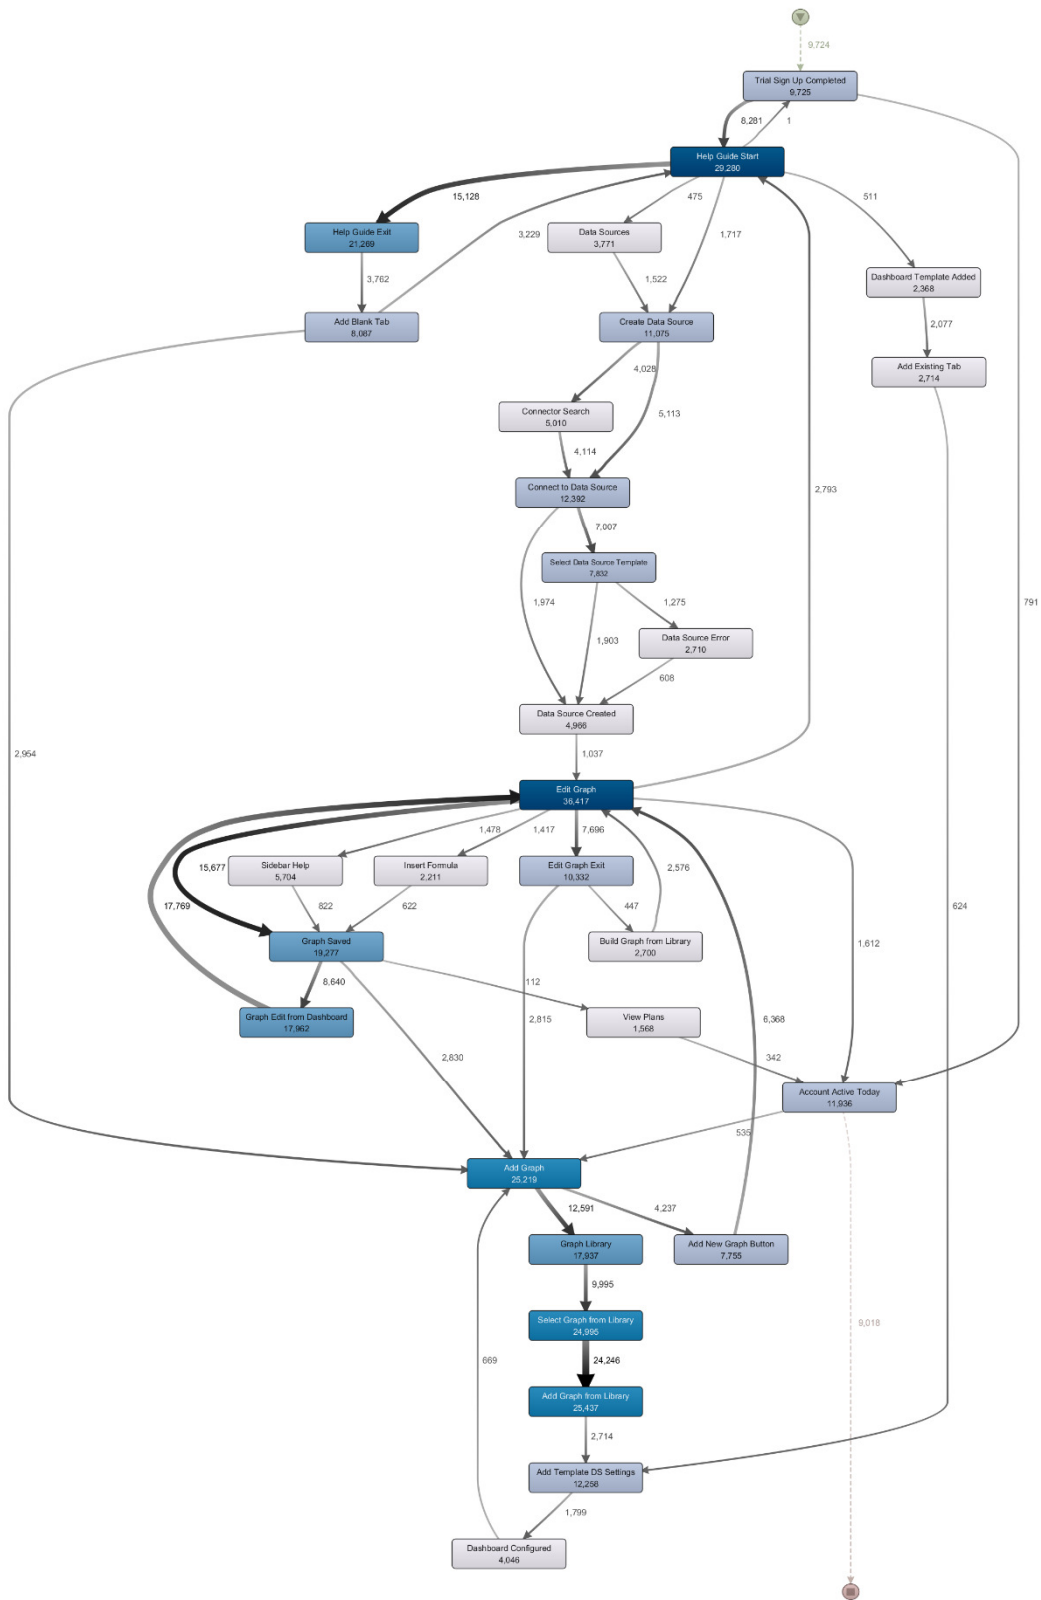 9,724
Trial Sign Up Completed
9,725
8,281
1
Help Guide Start
29,280
15,128
475
511
Help Guide Exit
21,269
3,229
Data Sources
3,771
1,717
Dashboard Template Added
2,368
3,762
1,522
Add Blank Tab
8,087
Create Data Source
11,075
2,077
Add Existing Tab
2,714
4,028
Connector Search
5,010
5,113
4,114
Connect to Data Source
12,392
2,793
7,007
Select Data Source Template
7,832
1,974
1,275
791
1,903
Data Source Error
2,710
608
Data Source Created
4,966
2,954
1,037
Edit Graph
36,417
1,478
1,417
7,696
15,677
Sidebar Help
5,704
Insert Formula
2,211
Edit Graph Exit
10,332
2,576
17,769
822
622
447
624
Graph Saved
19,277
Build Graph from Library
2,700
1,612
8,640
112
Graph Edit from Dashboard
17,962
2,815
View Plans
1,568
6,368
2,830
342
Account Active Today
11,936
535
Add Graph
25,219
12,591
4,237
Graph Library
17,937
Add New Graph Button
7,755
9,995
Select Graph from Library
24,995
9,018
669
24,246
Add Graph from Library
25,437
2,714
Add Template DS Settings
12,258
1,799
Dashboard Configured
4,046